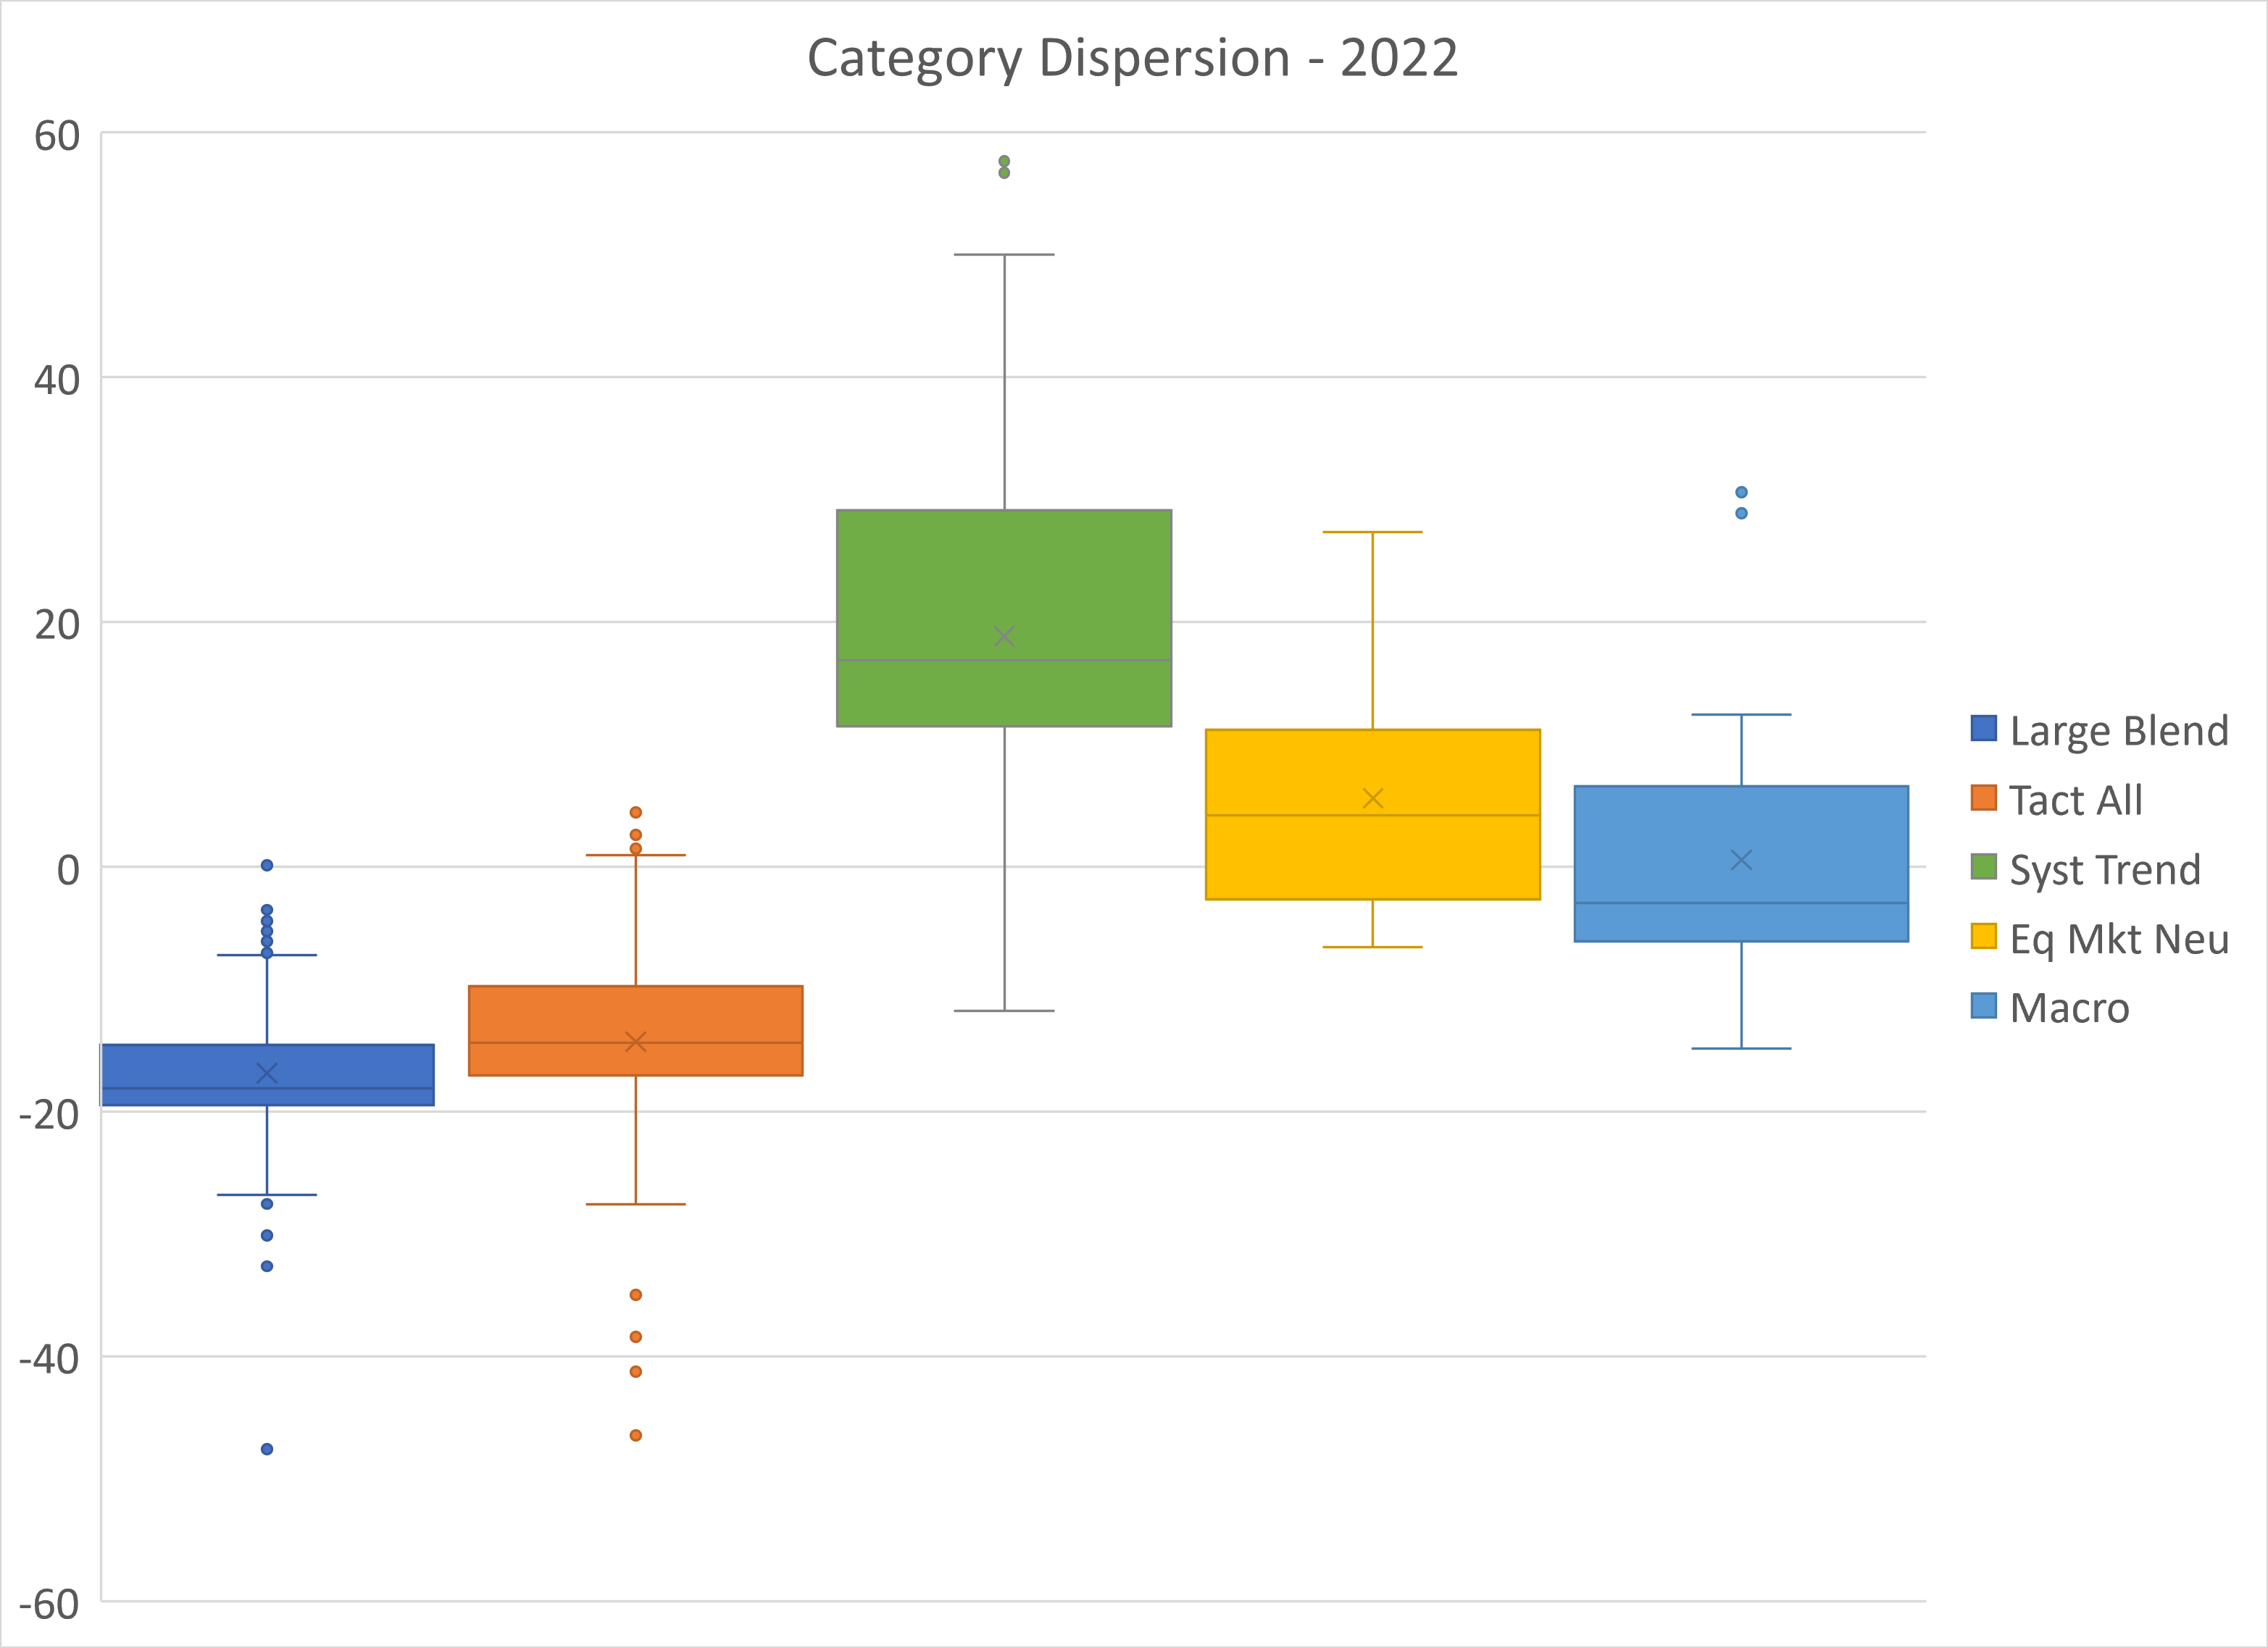 Category Dispersion - 2022
60
40
20
0
-20
-40
-60
Large Blend
Tact All
Syst Trend
Eq Mkt Neu
Macro